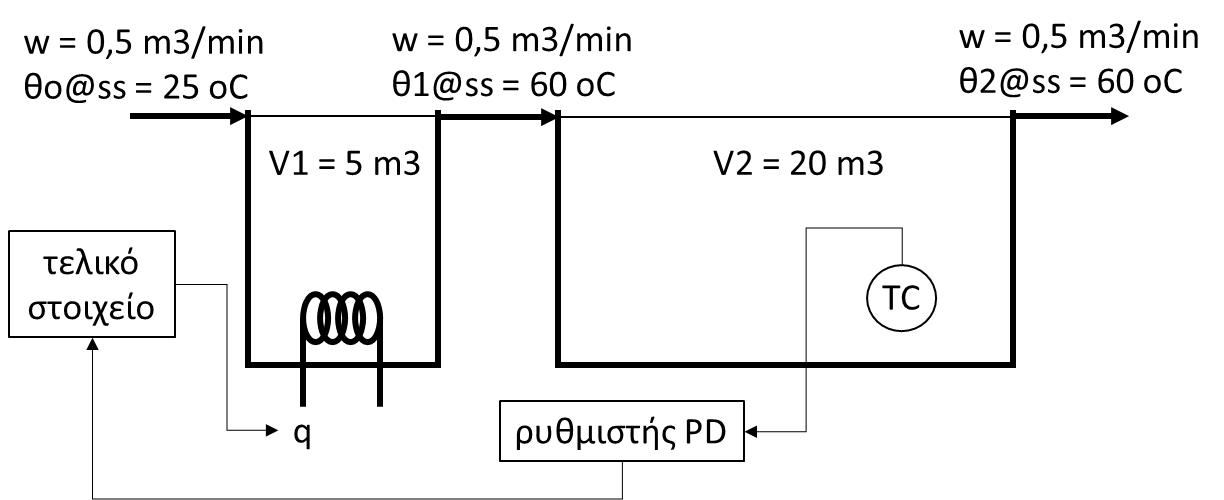 w = 0,5 m3/min
θο@ss = 25 oC
w = 0,5 m3/min
θ1@ss = 60 oC
w = 0,5 m3/min
θ2@ss = 60 oC
V1 = 5 m3
V2 = 20 m3
τελικό
στοιχείο
TC
q
ρυθμιστής PD